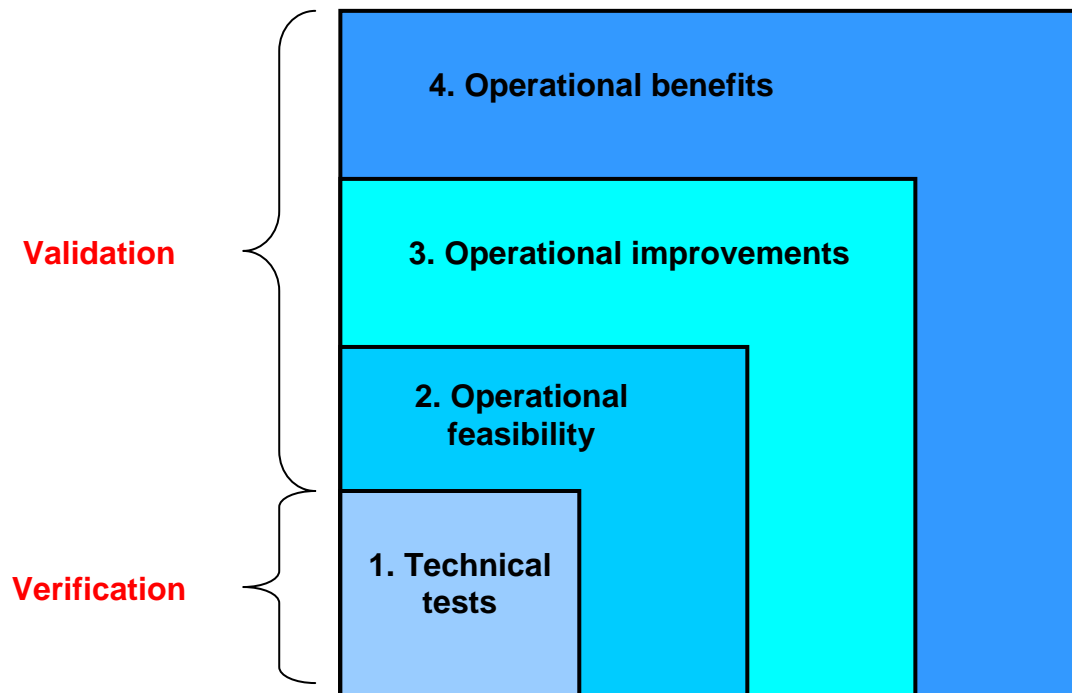 4. Operational benefits
Validation
3. Operational improvements
2. Operational
feasibility
1. Technical
tests
Verification